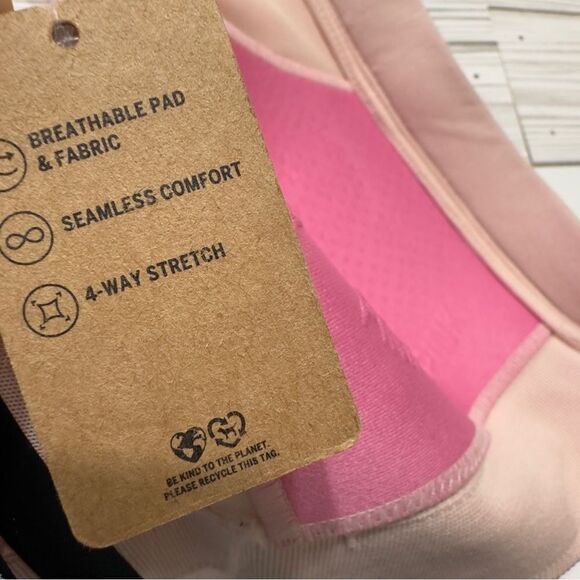 BREATHABLE PAD
& FABRIC
SEAMLESS COMFORT
4-WAY STRETCH
BE KIND TO THE PLANET.
PLEASE RECYCLE THIS TAG.